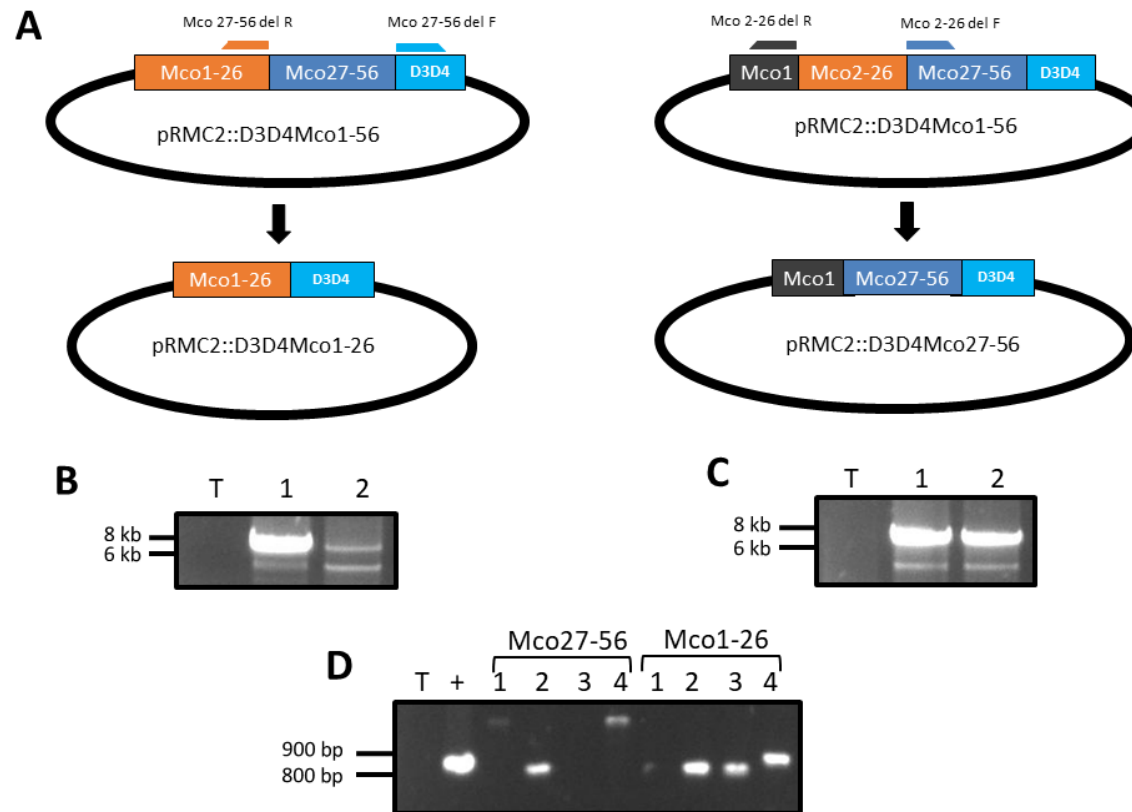 A
Mco 27-56 del R
Mco 27-56 del F
Mco 2-26 del R
Mco 2-26 del F
Mco1-26
Mco27-56
D3D4
Mco1
Mco2-26
Mco27-56
D3D4
pRMC2::D3D4Mco1-56
pRMC2::D3D4Mco1-56
Mco1-26
D3D4
Mco1
Mco27-56
D3D4
pRMC2::D3D4Mco1-26
pRMC2::D3D4Mco27-56
B
T 1 2
8 kb
6 kb
C
T 1 2
8 kb
6 kb
D
Mco27-56 Mco1-26
T + 1 2 3 4 1 2 3 4
900 bp
800 bp